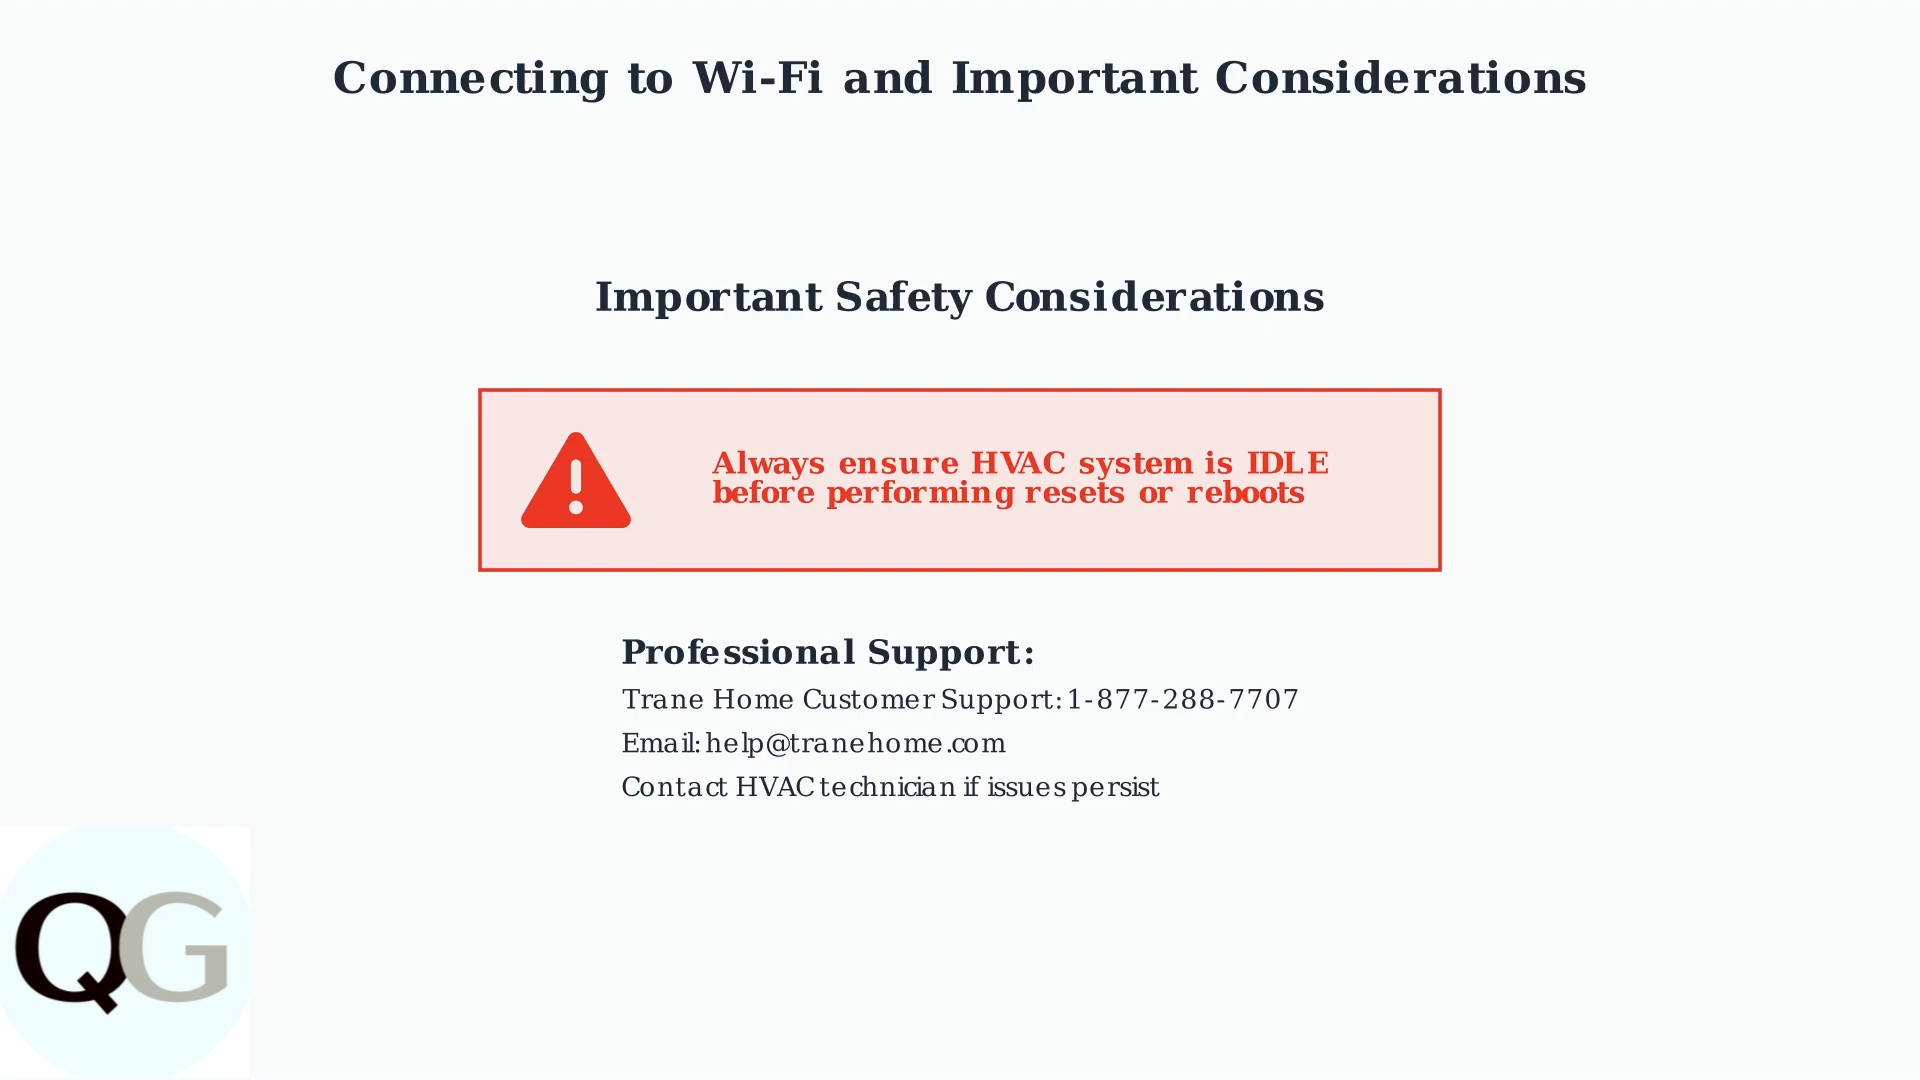 Connecting to Wi-Fi and Important Considerations
Important Safety Considerations
Always ensure HVAC system is IDLE
before performing resets or reboots
Professional Support:
Trane Home Customer Support: 1-877-288-7707
Email: help@tranehome.com
Contact HVAC technician if issues persist
QG